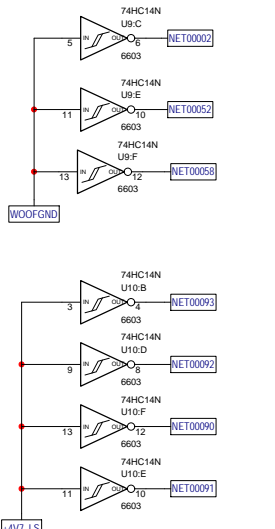 74HC14N
U9:C
5 IN OUT 6 NET00002
6603
74HC14N
U9:E
11 IN OUT 10 NET00052
6603
74HC14N
U9:F
13 IN OUT 12 NET00058
6603
WOOFGND
74HC14N
U10:B
3 IN OUT 4 NET00093
6603
74HC14N
U10:D
9 IN OUT 8 NET00092
6603
74HC14N
U10:F
13 IN OUT 12 NET00090
6603
74HC14N
U10:E
11 IN OUT 10 NET00091
6603
+4V7_LS